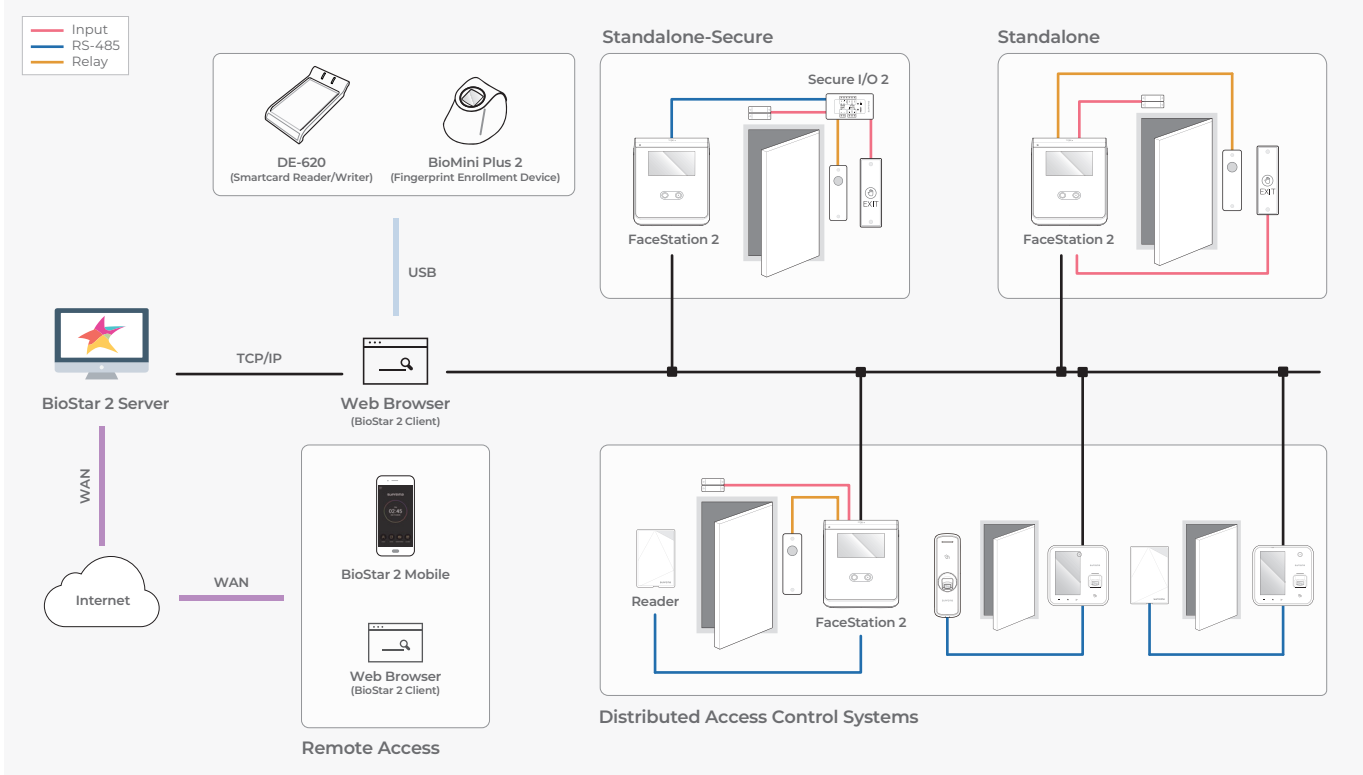 Input
RS-485
Relay
Standalone-Secure
Standalone
Secure I/O 2
DE-620
(Smartcard Reader/Writer)
BioMini Plus 2
(Fingerprint Enrollment Device)
EXIT
EXIT
FaceStation 2
FaceStation 2
USB
TCP/IP
BioStar 2 Server
Web Browser
(BioStar 2 Client)
WAN
WAN
Internet
02:45
BioStar 2 Mobile
Web Browser
(BioStar 2 Client)
Remote Access
Reader
FaceStation 2
Distributed Access Control Systems